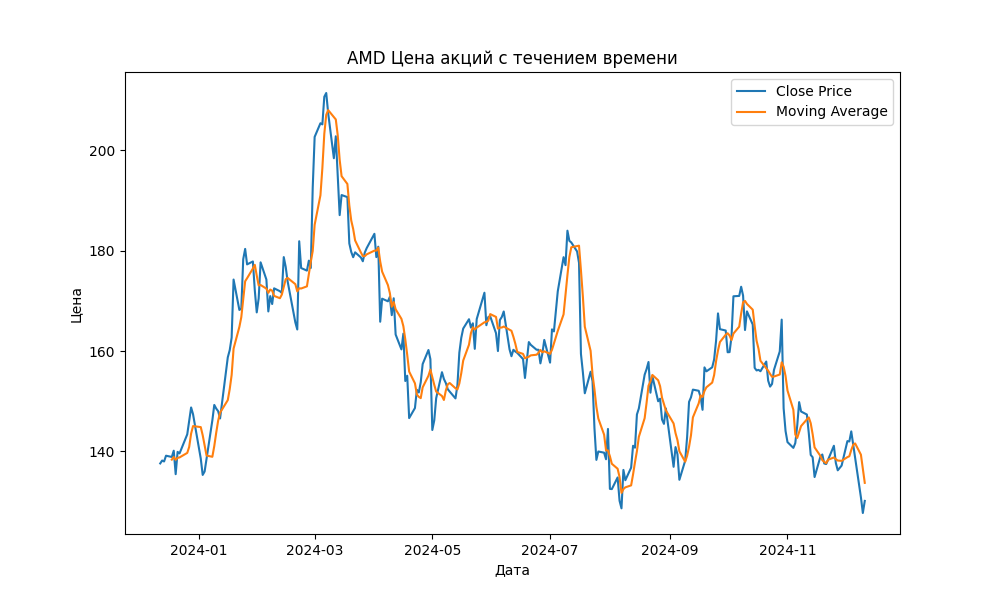 AMD Цена акций с течением времени
Close Price
Moving Average
Цена
200
180
160
140
2024-01 2024-03 2024-05 2024-07 2024-09 2024-11
Дата